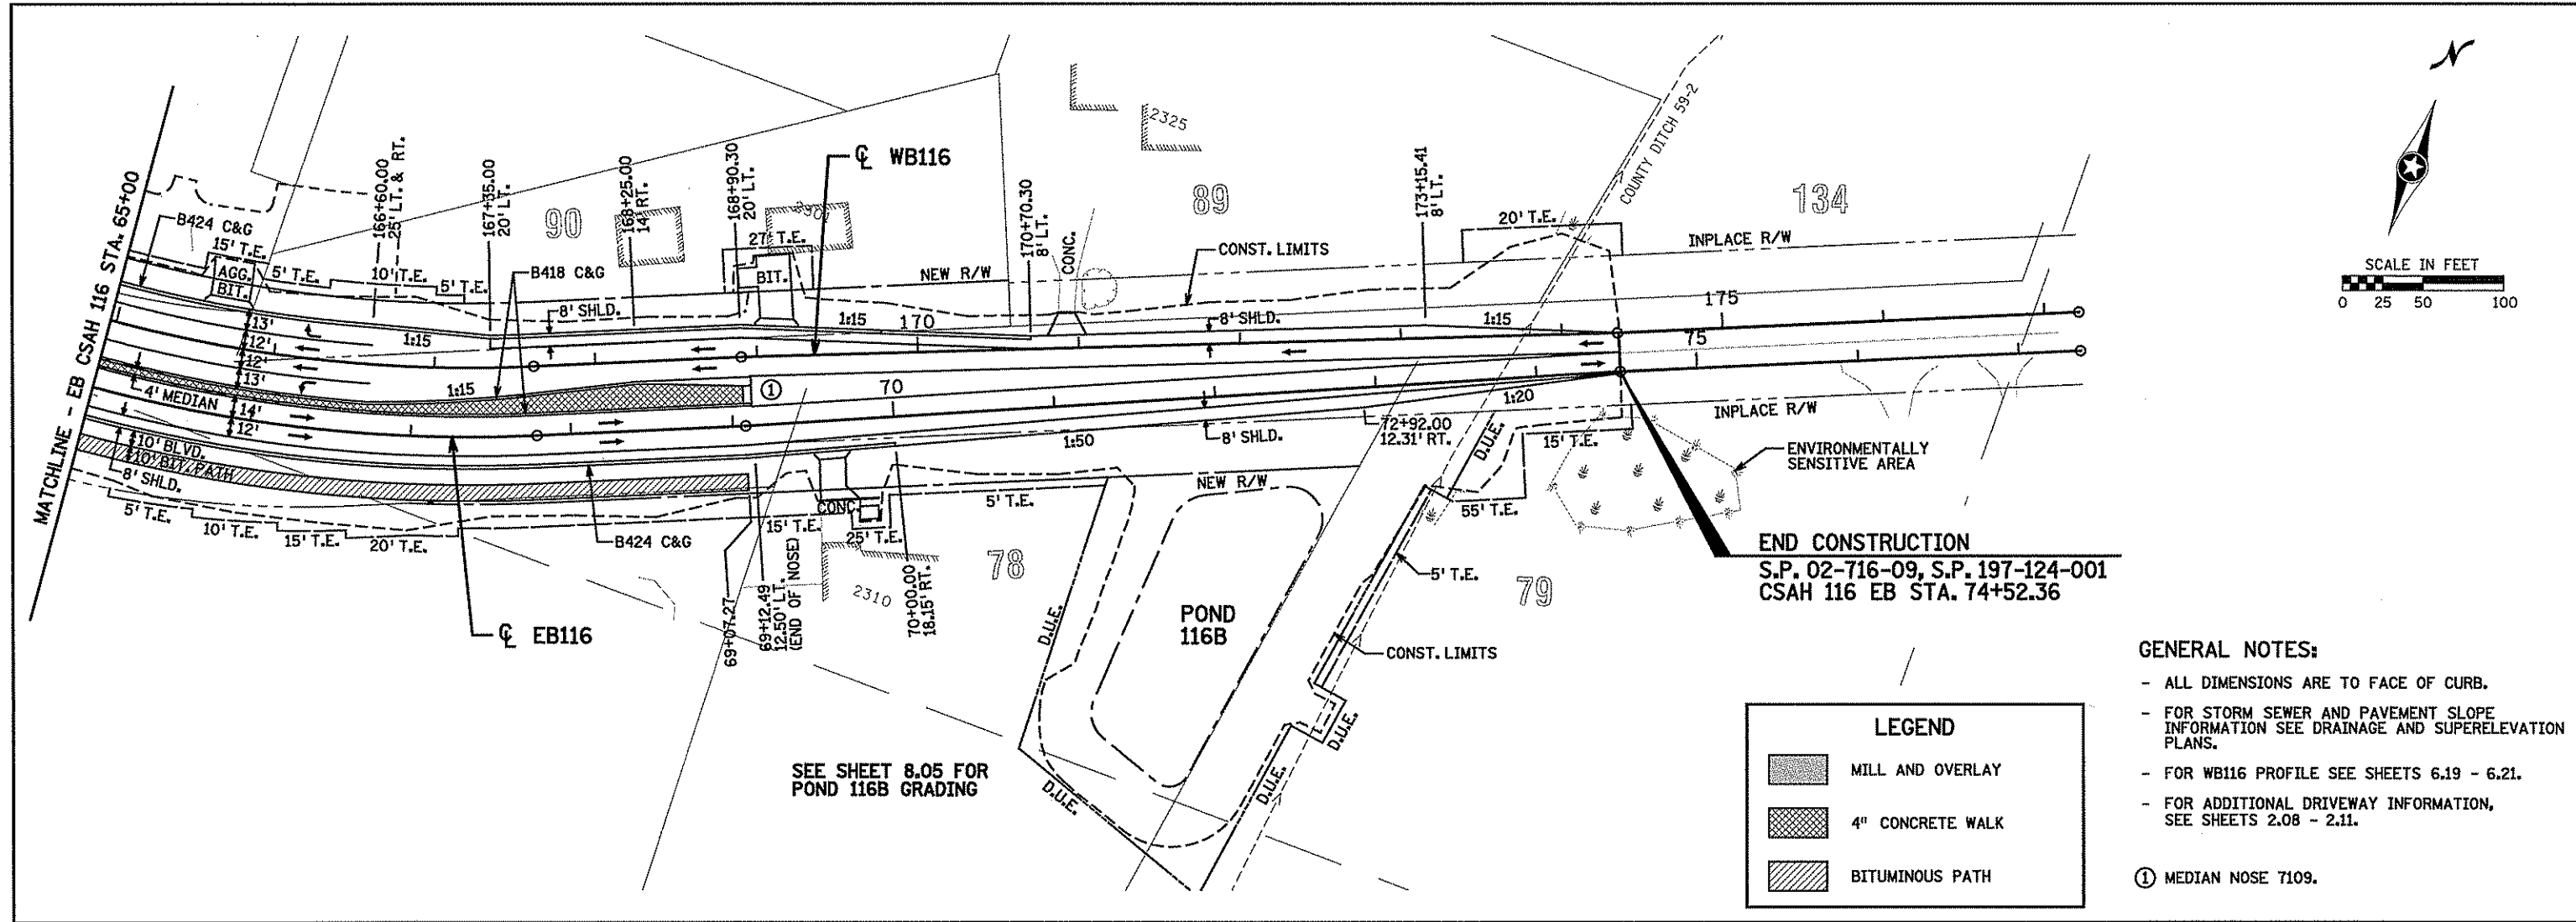 MATCHLINE - EB CSAH 116 STA. 65+00
B424 C&G
15' T.E.
AGG.
BIT.
5' T.E.
10' T.E.
5' T.E.
166+60.00
25' LT. & RT.
167+35.00
20' LT.
90
168+25.00
14' RT.
168+90.30
20' LT.
27' T.E.
BIT.
B418 C&G
8' SHLD.
NEW R/W
℄ WB116
170+70.30
8' LT.
CONC.
2325
89
CONST. LIMITS
173+15.41
8' LT.
20' T.E.
COUNTY DITCH 59-2
134
INPLACE R/W
N
SCALE IN FEET
0 25 50 100
13'
12'
12'
13'
1:15
1:15
170
8' SHLD.
1:15
175
75
1:15
4' MEDIAN
14'
12'
①
70
1:20
72+92.00
12.31' RT.
INPLACE R/W
10' BLVD.
10' BIT. PATH
8' SHLD.
1:50
8' SHLD.
D.U.E.
15' T.E.
ENVIRONMENTALLY
SENSITIVE AREA
5' T.E.
10' T.E.
15' T.E.
20' T.E.
B424 C&G
15' T.E.
CONC.
25' T.E.
5' T.E.
NEW R/W
55' T.E.
69+07.27
69+12.49
12.50' LT.
(END OF NOSE)
2310
70+00.00
18.15' RT.
78
℄ EB116
D.U.E.
POND
116B
5' T.E.
CONST. LIMITS
79
END CONSTRUCTION
S.P. 02-716-09, S.P. 197-124-001
CSAH 116 EB STA. 74+52.36
D.U.E.
D.U.E.
D.U.E.
SEE SHEET 8.05 FOR
POND 116B GRADING
LEGEND
MILL AND OVERLAY
4" CONCRETE WALK
BITUMINOUS PATH
GENERAL NOTES:
- ALL DIMENSIONS ARE TO FACE OF CURB.
- FOR STORM SEWER AND PAVEMENT SLOPE
INFORMATION SEE DRAINAGE AND SUPERELEVATION
PLANS.
- FOR WB116 PROFILE SEE SHEETS 6.19 - 6.21.
- FOR ADDITIONAL DRIVEWAY INFORMATION,
SEE SHEETS 2.08 - 2.11.
① MEDIAN NOSE 7109.